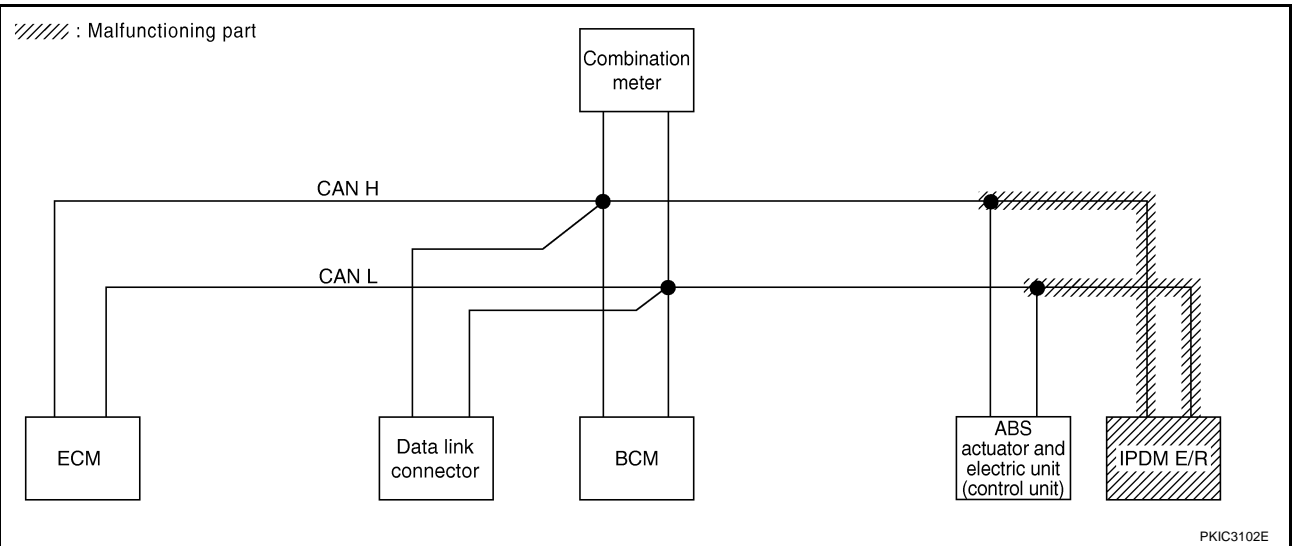 : Malfunctioning part
Combination
meter
CAN H
CAN L
ECM
Data link
connector
BCM
ABS
actuator and
electric unit
(control unit)
IPDM E/R
PKIC3102E